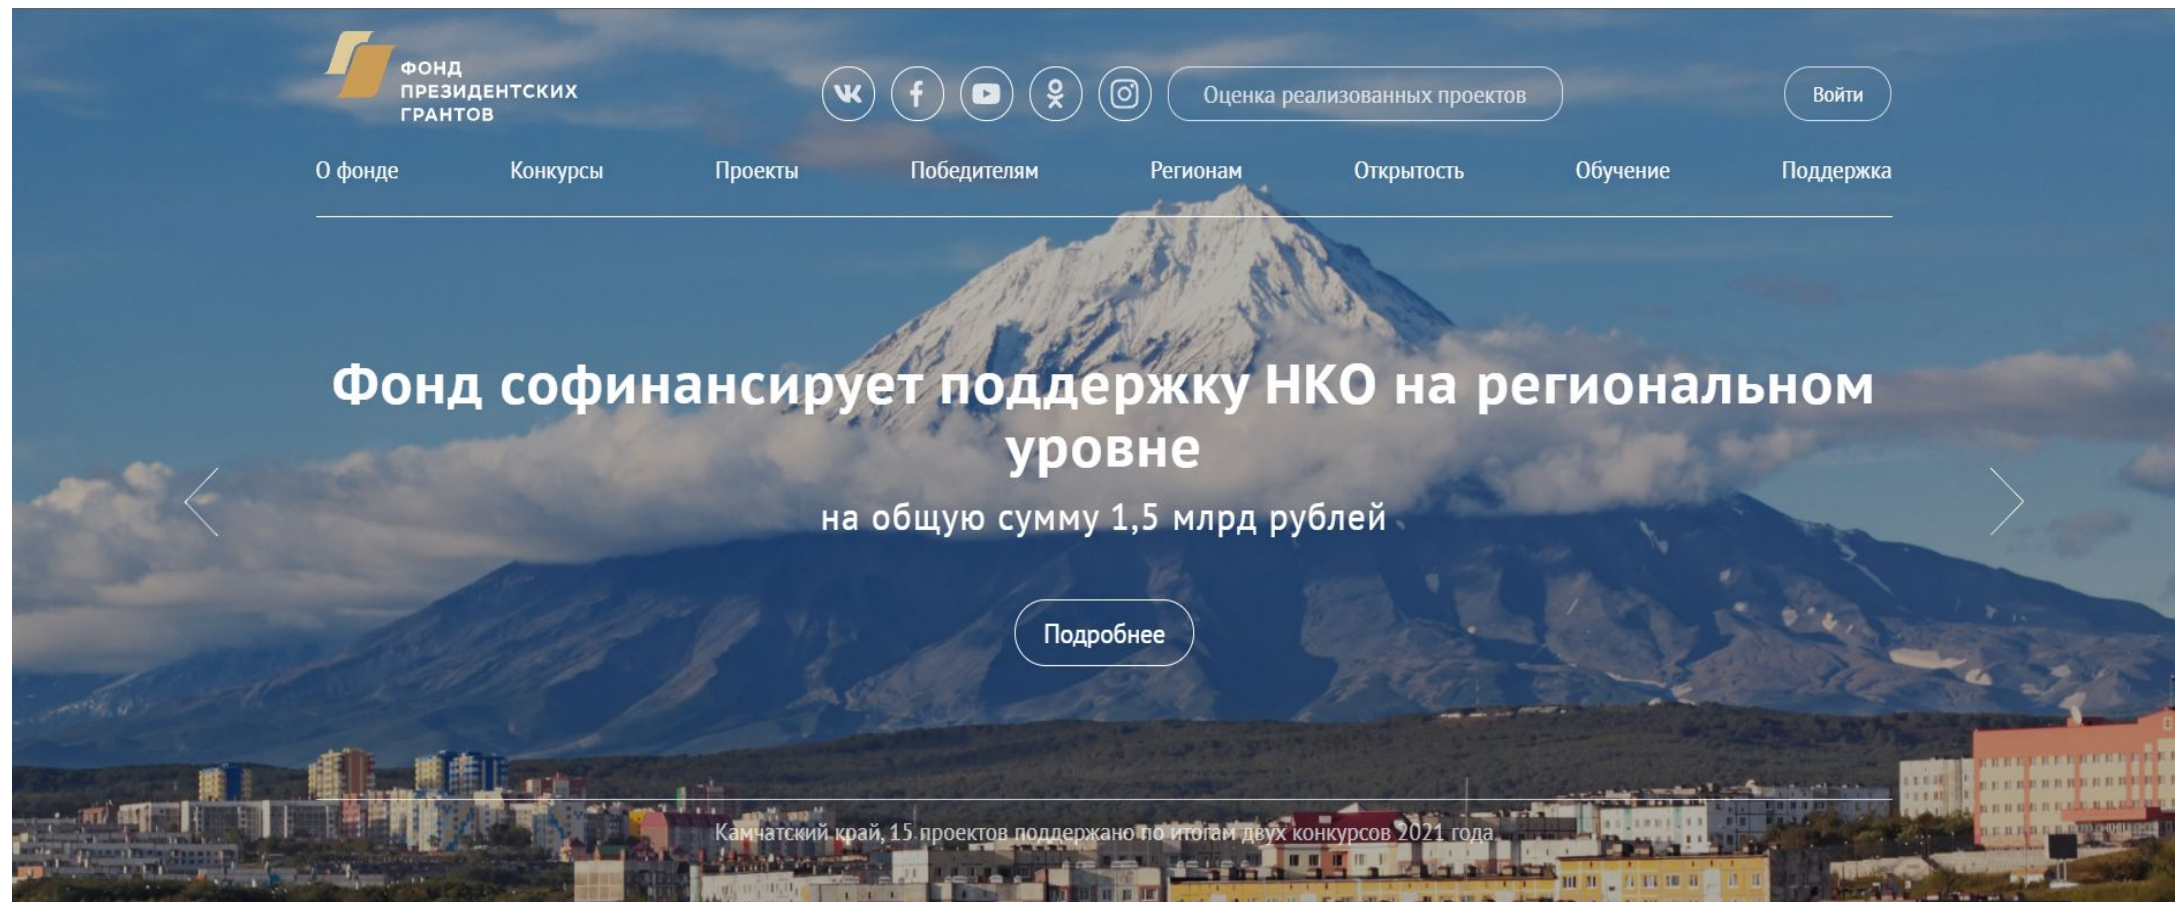 ФОНД
ПРЕЗИДЕНТСКИХ
ГРАНТОВ
Оценка реализованных проектов
Войти
О фонде Конкурсы Проекты Победителям Регионам Открытость Обучение Поддержка
Фонд софинансирует поддержку НКО на региональном
уровне
на общую сумму 1,5 млрд рублей
Подробнее
Камчатский край, 15 проектов поддержано по итогам двух конкурсов 2021 года